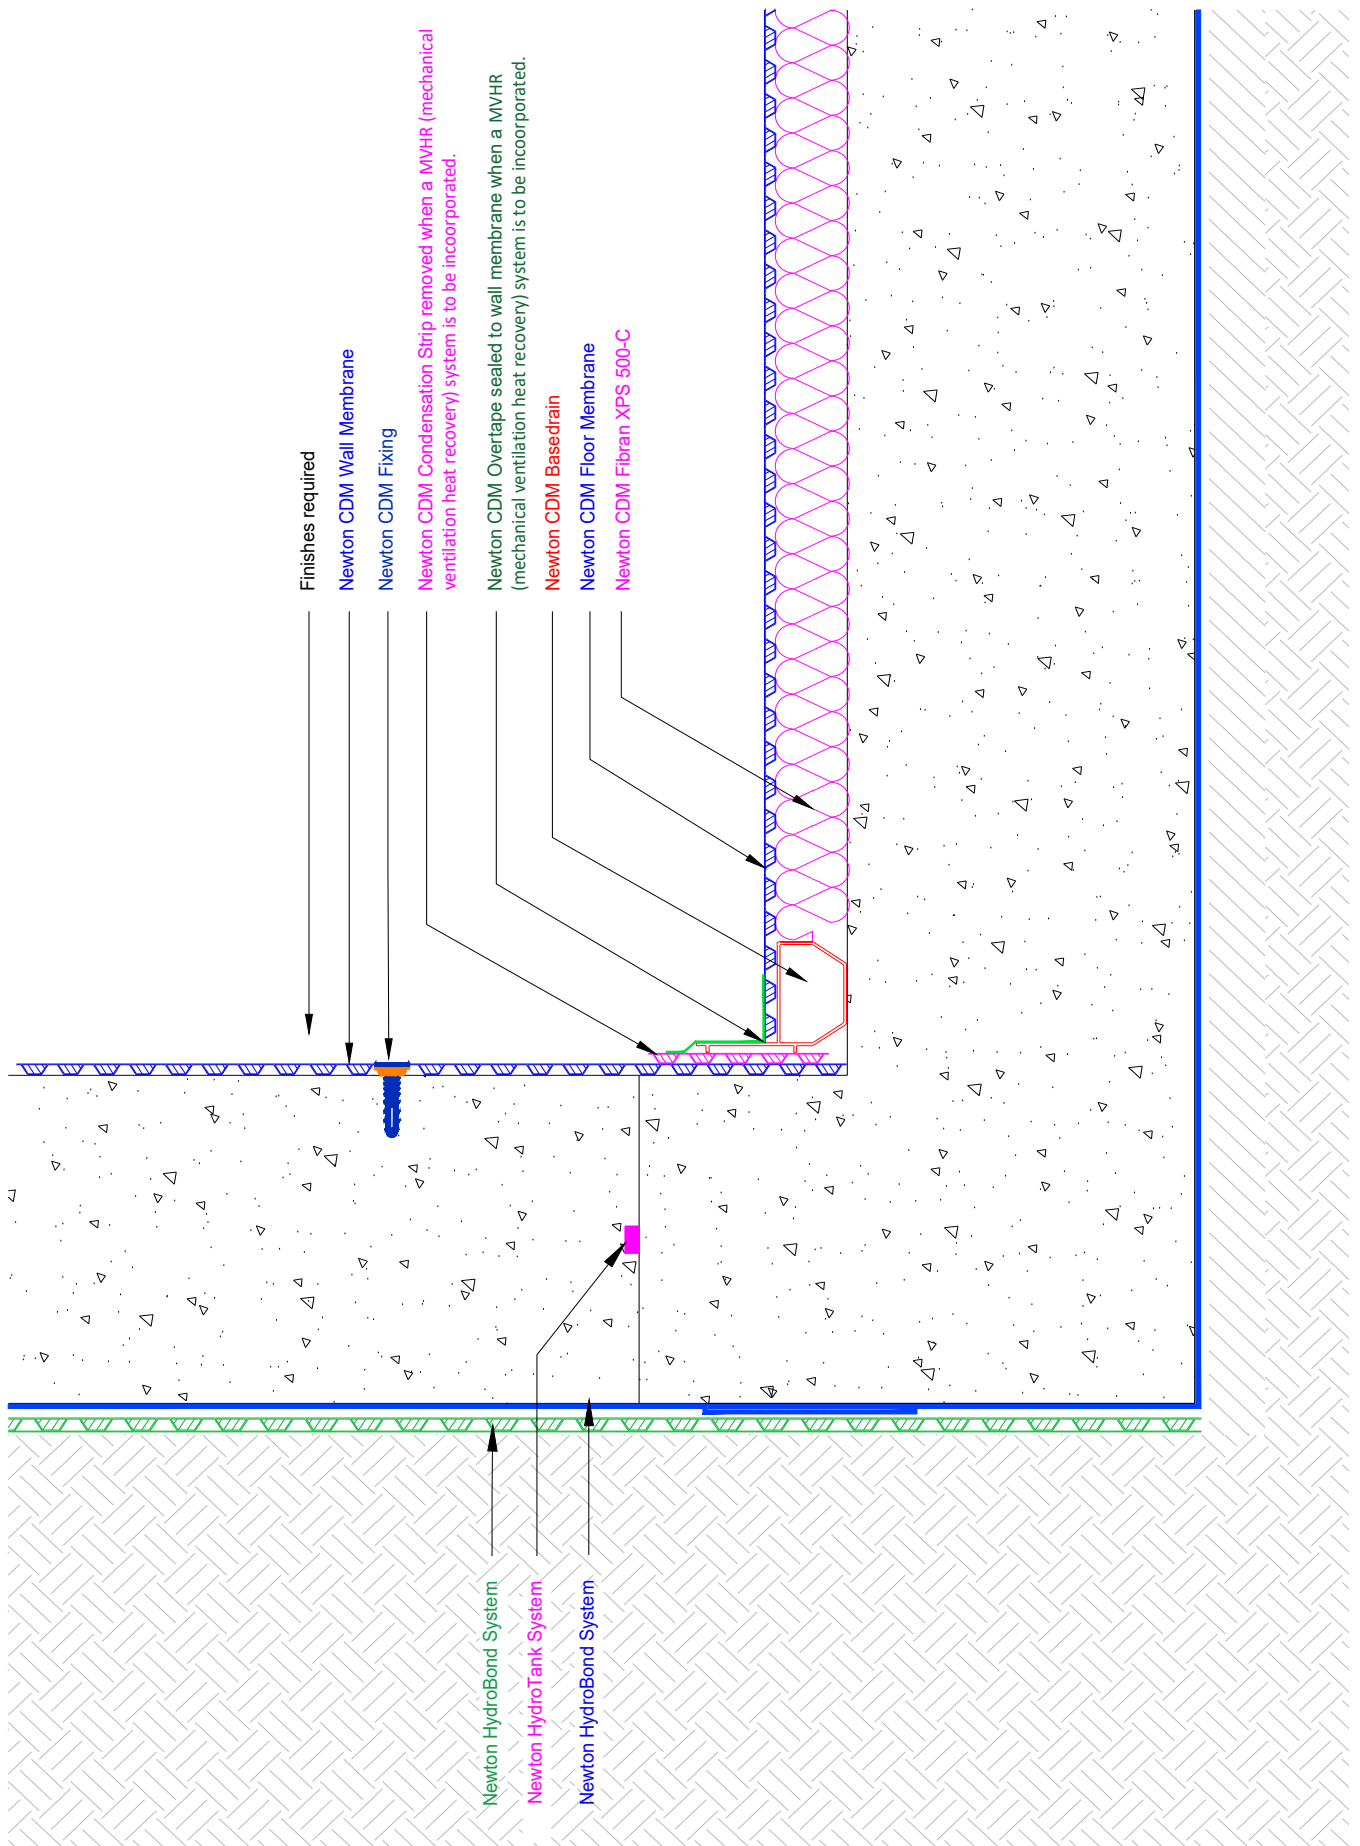 Finishes required
Newton CDM Wall Membrane
Newton CDM Fixing
Newton CDM Condensation Strip removed when a MVHR (mechanical
ventilation heat recovery) system is to be incoorporated.
Newton CDM Overtape sealed to wall membrane when a MVHR
(mechanical ventilation heat recovery) system is to be incoorporated.
Newton CDM Basedrain
Newton CDM Floor Membrane
Newton CDM Fibran XPS 500-C
Newton HydroBond System
Newton HydroTank System
Newton HydroBond System